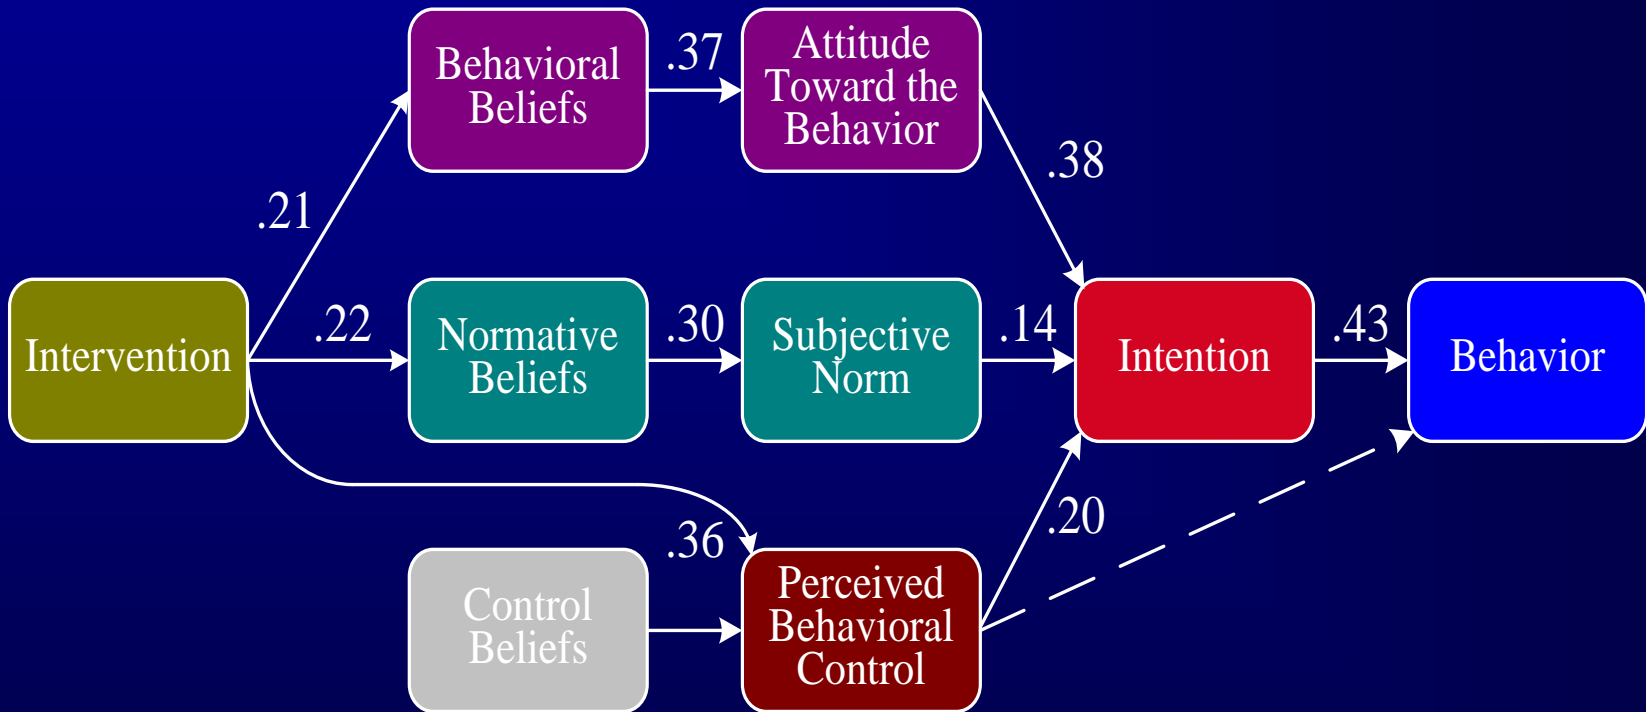 Behavioral
Beliefs
.37
Attitude
Toward the
Behavior
.38
.21
Intervention
.22
Normative
Beliefs
.30
Subjective
Norm
.14
Intention
.43
Behavior
.36
.20
Control
Beliefs
Perceived
Behavioral
Control